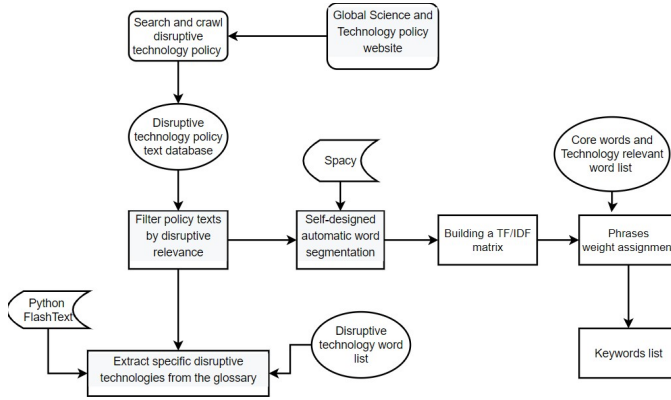 Search and crawl
disruptive
technology policy
Global Science and
Technology policy
website
Disruptive
technology policy
text database
Spacy
Core words and
Technology relevant
word list
Filter policy texts
by disruptive
relevance
Self-designed
automatic word
segmentation
Building a TF/IDF
matrix
Phrases
weight assignment
Python
FlashText
Disruptive
technology word
list
Extract specific disruptive
technologies from the glossary
Keywords list